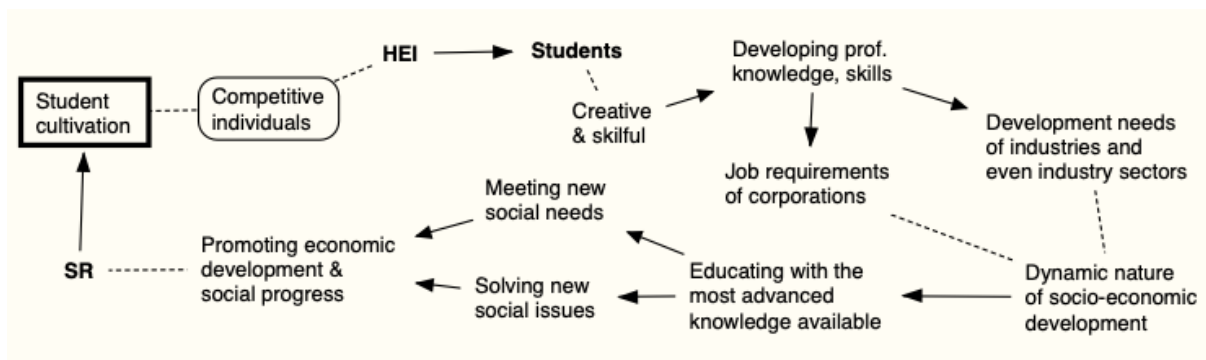 HEI
Students
Developing prof.
knowledge, skills
Student
cultivation
Competitive
individuals
Creative
& skilful
Development needs
of industries and
even industry sectors
Job requirements
of corporations
Meeting new
social needs
SR
Promoting economic
development &
social progress
Solving new
social issues
Educating with the
most advanced
knowledge available
Dynamic nature
of socio-economic
development